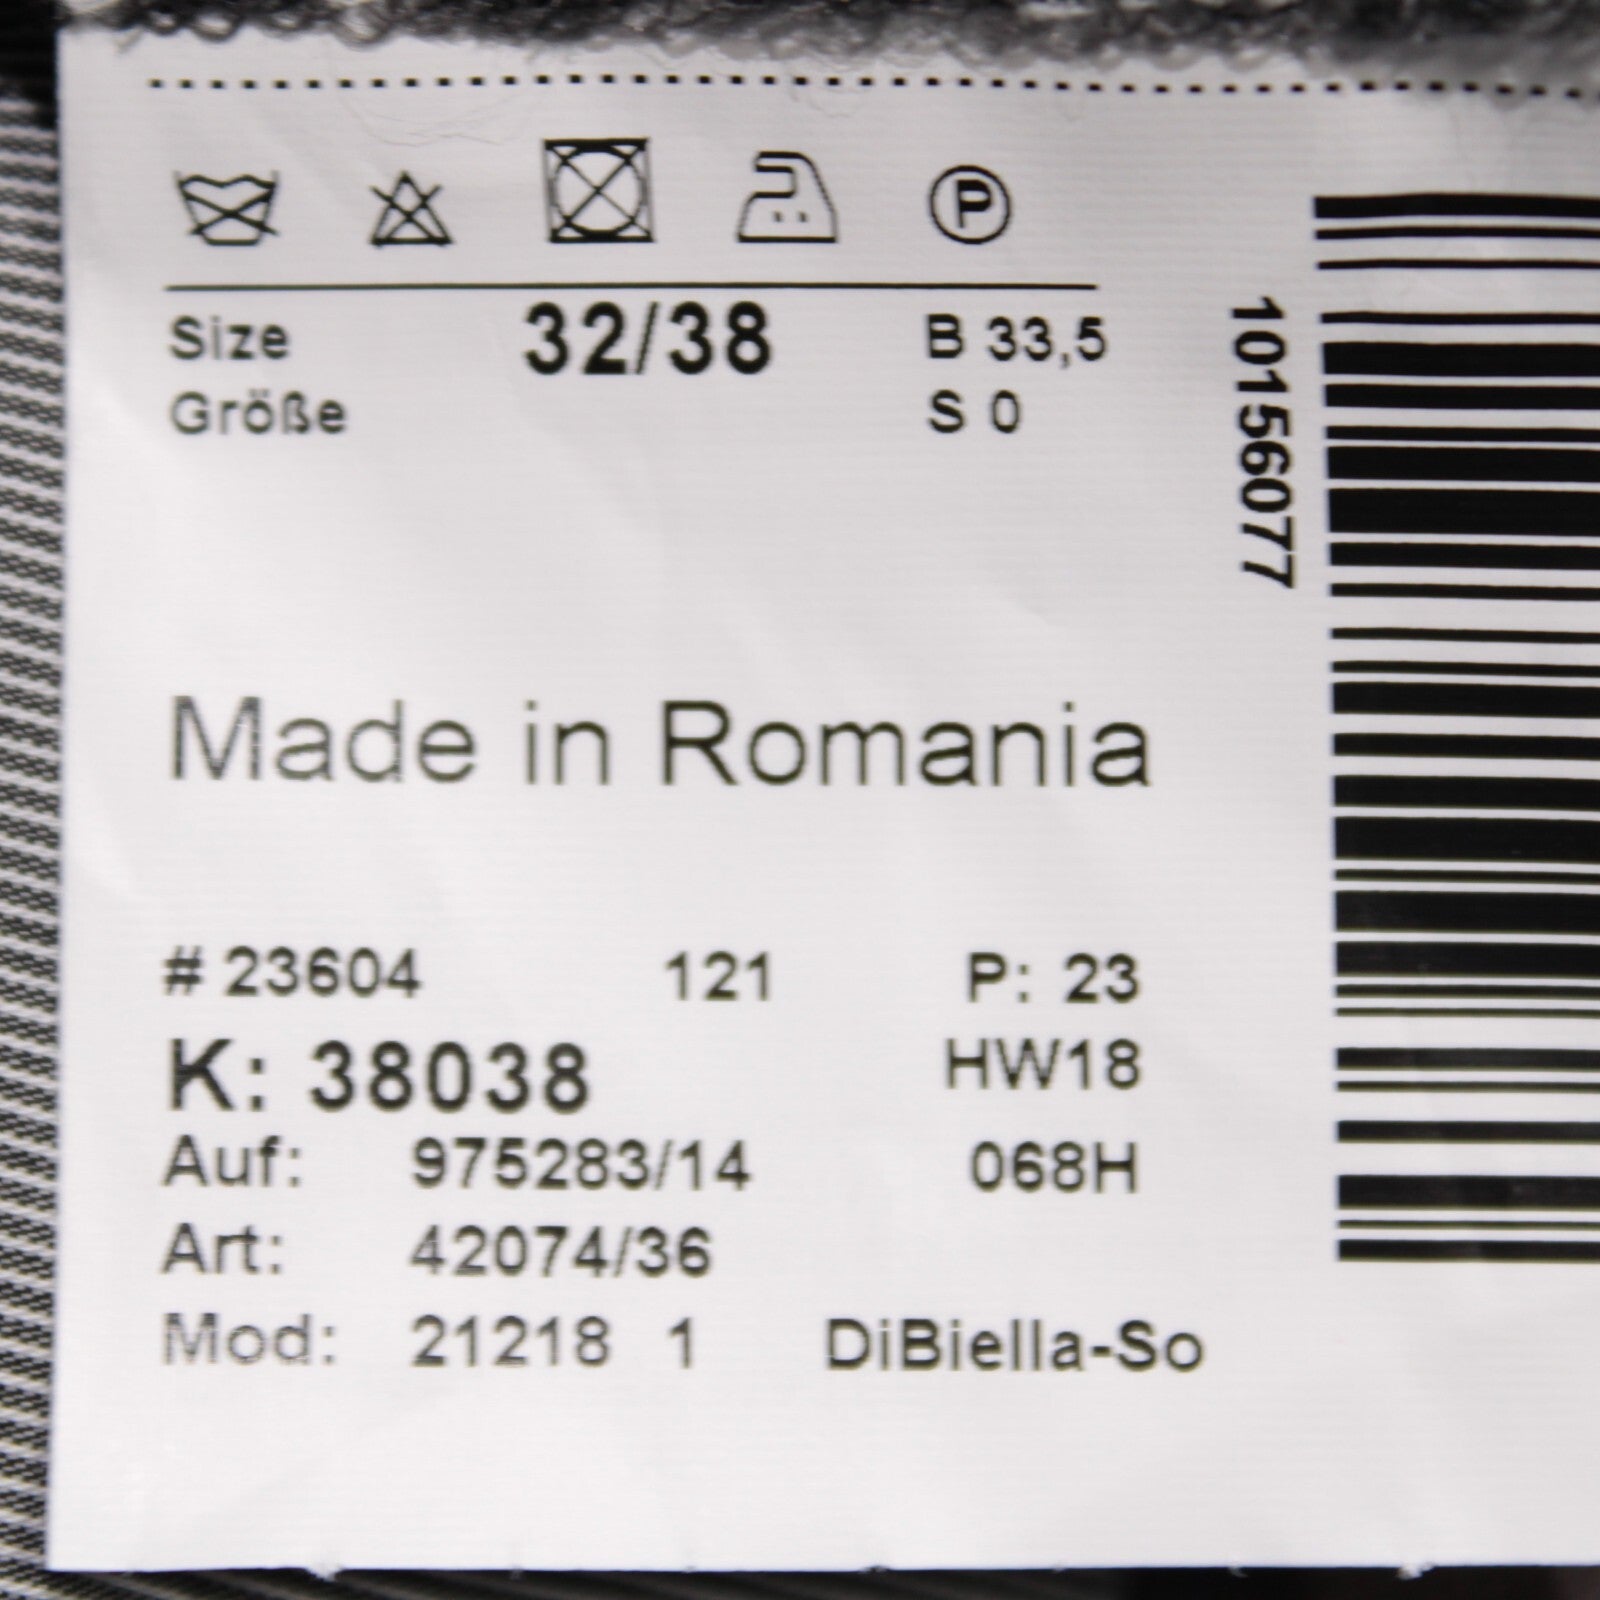 P
Size 32/38 B 33,5
Größe S 0
Made in Romania
# 23604 121 P: 23
K: 38038 HW18
Auf: 975283/14 068H
Art: 42074/36
Mod: 21218 1 DiBiella-So
10156077